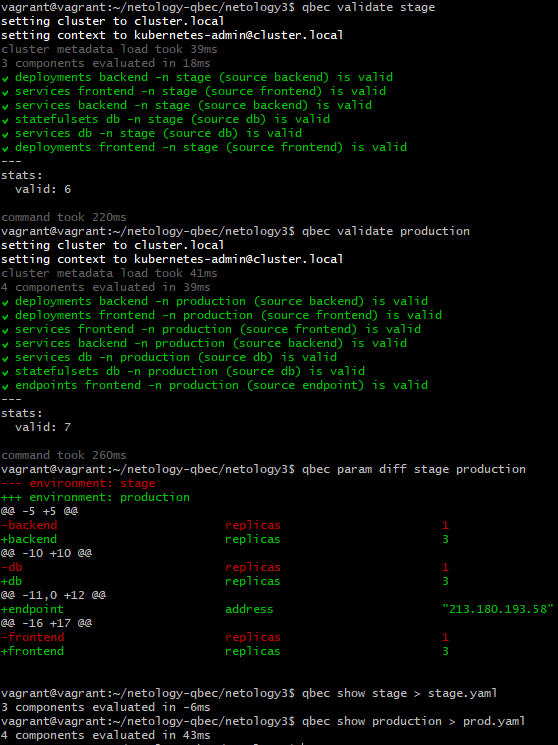 vagrant@vagrant:~/netology-qbec/netology3$ qbec validate stage
setting cluster to cluster.local
setting context to kubernetes-admin@cluster.local
cluster metadata load took 39ms
3 components evaluated in 18ms
✔ deployments backend -n stage (source backend) is valid
✔ services frontend -n stage (source frontend) is valid
✔ services backend -n stage (source backend) is valid
✔ statefulsets db -n stage (source db) is valid
✔ services db -n stage (source db) is valid
✔ deployments frontend -n stage (source frontend) is valid
---
stats:
  valid: 6

command took 220ms
vagrant@vagrant:~/netology-qbec/netology3$ qbec validate production
setting cluster to cluster.local
setting context to kubernetes-admin@cluster.local
cluster metadata load took 41ms
4 components evaluated in 39ms
✔ deployments backend -n production (source backend) is valid
✔ deployments frontend -n production (source frontend) is valid
✔ services frontend -n production (source frontend) is valid
✔ services backend -n production (source backend) is valid
✔ services db -n production (source db) is valid
✔ statefulsets db -n production (source db) is valid
✔ endpoints frontend -n production (source endpoint) is valid
---
stats:
  valid: 7

command took 260ms
vagrant@vagrant:~/netology-qbec/netology3$ qbec param diff stage production
--- environment: stage
+++ environment: production
@@ -5 +5 @@
-backend                        replicas                        1
+backend                        replicas                        3
@@ -10 +10 @@
-db                             replicas                        1
+db                             replicas                        3
@@ -11,0 +12 @@
+endpoint                       address                         "213.180.193.58"
@@ -16 +17 @@
-frontend                       replicas                        1
+frontend                       replicas                        3

vagrant@vagrant:~/netology-qbec/netology3$ qbec show stage > stage.yaml
3 components evaluated in -6ms
vagrant@vagrant:~/netology-qbec/netology3$ qbec show production > prod.yaml
4 components evaluated in 43ms